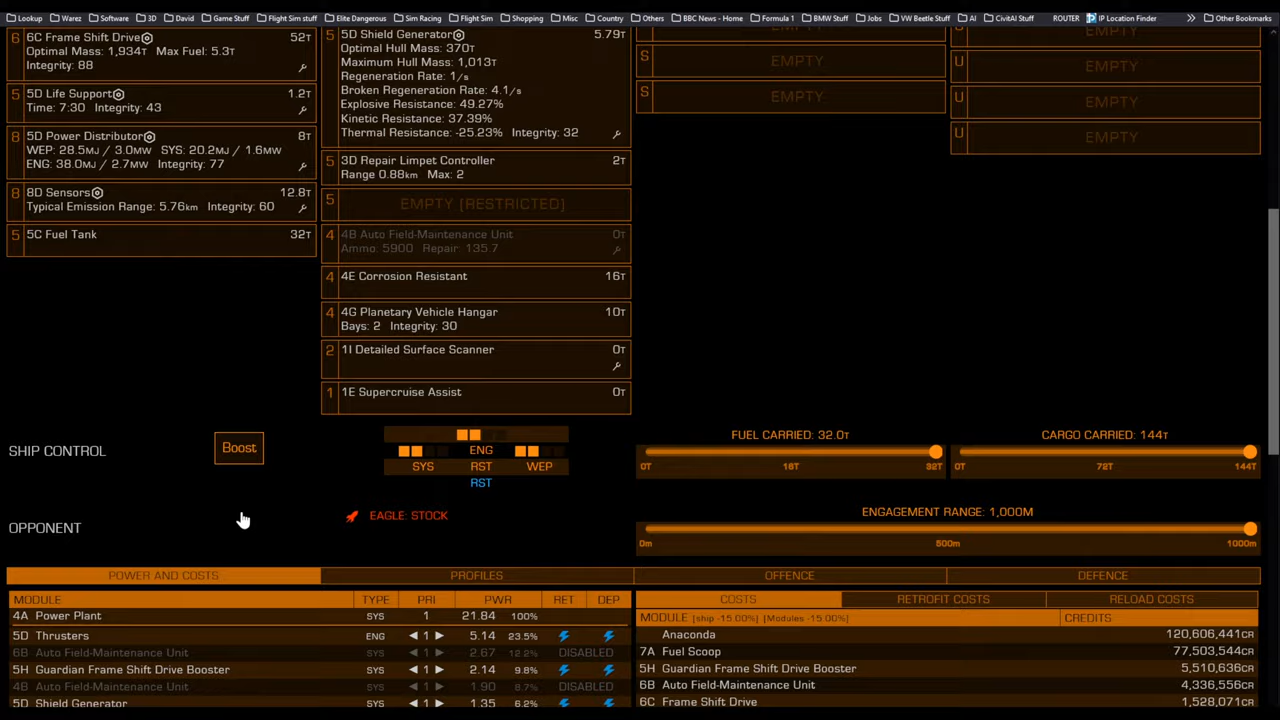 Lookup Warez Software 3D David Game Stuff Flight Sim stuff Elite Dangerous Sim Racing Flight Sim Shopping Misc Country Others BBC News - Home Formula 1 BMW Stuff Jobs VW Beetle Stuff AI CivitAI Stuff ROUTER IP Location Finder Other Bookmarks
6 6C Frame Shift Drive 52T
Optimal Mass: 1,934T Max Fuel: 5.3T
Integrity: 88
5 5D Life Support 1.2T
Time: 7:30 Integrity: 43
8 5D Power Distributor 8T
WEP: 28.5MJ / 3.0MW SYS: 20.2MJ / 1.6MW
ENG: 38.0MJ / 2.7MW Integrity: 77
8 8D Sensors 12.8T
Typical Emission Range: 5.76km Integrity: 60
5 5C Fuel Tank 32T
5 5D Shield Generator 5.79T
Optimal Hull Mass: 370T
Maximum Hull Mass: 1,013T
Regeneration Rate: 1/s
Broken Regeneration Rate: 4.1/s
Explosive Resistance: 49.27%
Kinetic Resistance: 37.39%
Thermal Resistance: -25.23% Integrity: 32
5 3D Repair Limpet Controller 2T
Range 0.88km Max: 2
5 EMPTY [RESTRICTED]
4 4B Auto Field-Maintenance Unit 0T
Ammo: 5900 Repair: 135.7
4 4E Corrosion Resistant 16T
4 4G Planetary Vehicle Hangar 10T
Bays: 2 Integrity: 30
2 1I Detailed Surface Scanner 0T
1 1E Supercruise Assist 0T
EMPTY
S EMPTY
S EMPTY
EMPTY
U EMPTY
U EMPTY
U EMPTY
SHIP CONTROL
Boost
ENG
SYS RST WEP
RST
FUEL CARRIED: 32.0T
0T 16T 32T
CARGO CARRIED: 144T
0T 72T 144T
OPPONENT
EAGLE: STOCK
ENGAGEMENT RANGE: 1,000M
0m 500m 1000m
POWER AND COSTS PROFILES OFFENCE DEFENCE
MODULE TYPE PRI PWR RET DEP
4A Power Plant SYS 1 21.84 100%
5D Thrusters ENG 1 5.14 23.5%
6B Auto Field-Maintenance Unit SYS 1 2.67 12.2% DISABLED
5H Guardian Frame Shift Drive Booster SYS 1 2.14 9.8%
4B Auto Field-Maintenance Unit SYS 1 1.90 8.7% DISABLED
5D Shield Generator SYS 1 1.35 6.2%
COSTS RETROFIT COSTS RELOAD COSTS
MODULE [ship -15.00%] [Modules -15.00%] CREDITS
Anaconda 120,606,441CR
7A Fuel Scoop 77,503,544CR
5H Guardian Frame Shift Drive Booster 5,510,636CR
6B Auto Field-Maintenance Unit 4,336,556CR
6C Frame Shift Drive 1,528,071CR